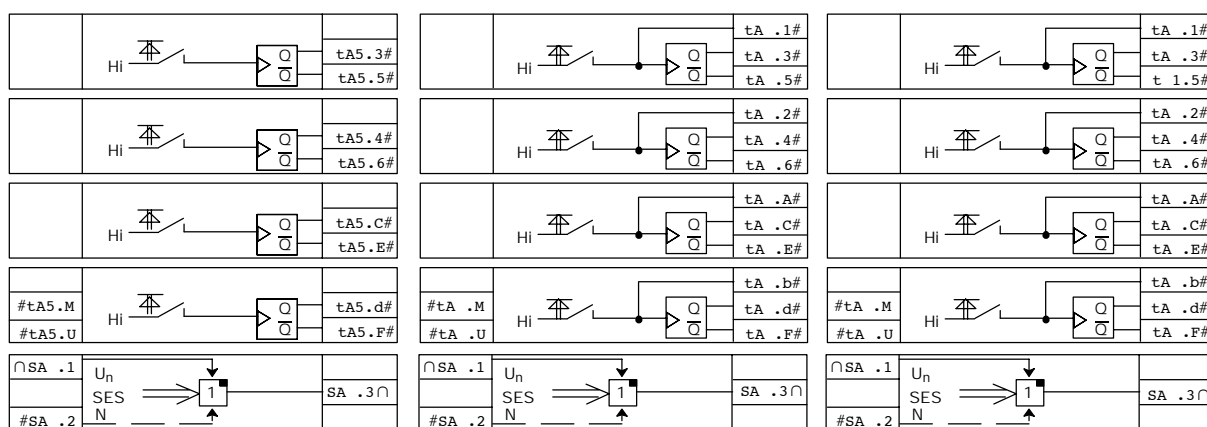 Hi Q Q tA5.3# tA5.5#
Hi Q Q tA .1# tA .3# tA .5#
Hi Q Q tA .1# tA .3# t 1.5#
Hi Q Q tA5.4# tA5.6#
Hi Q Q tA .2# tA .4# tA .6#
Hi Q Q tA .2# tA .4# tA .6#
Hi Q Q tA5.C# tA5.E#
Hi Q Q tA .A# tA .C# tA .E#
Hi Q Q tA .A# tA .C# tA .E#
#tA5.M #tA5.U Hi Q Q tA5.d# tA5.F#
#tA .M #tA .U Hi Q Q tA .b# tA .d# tA .F#
#tA .M #tA .U Hi Q Q tA .b# tA .d# tA .F#
∩SA .1 Un SES N 1 SA .3∩ #SA .2
∩SA .1 Un SES N 1 SA .3∩ #SA .2
∩SA .1 Un SES N 1 SA .3∩ #SA .2